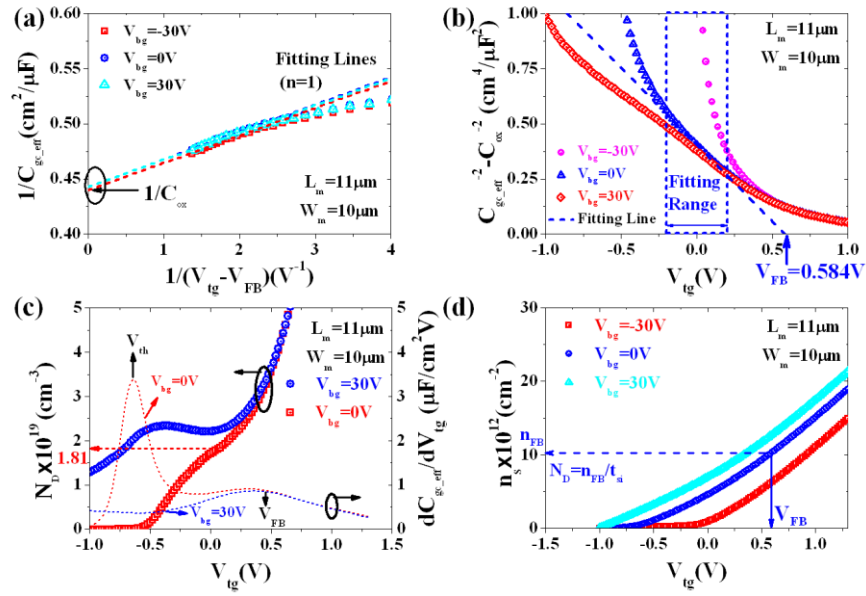 (a)
V_bg=-30V
V_bg=0V
V_bg=30V
Fitting Lines
(n=1)
1/C_ox
L_m=11μm
W_m=10μm
0.60
0.55
0.50
0.45
0.40
0 1 2 3 4
1/C_gc_eff(cm²/μF)
1/(V_tg-V_FB)(V⁻¹)
(b)
L_m=11μm
W_m=10μm
V_bg=-30V
V_bg=0V
V_bg=30V
Fitting Line
Fitting
Range
1.00
0.75
0.50
0.25
0.00
-1.0 -0.5 0.0 0.5 1.0
C_gc_eff⁻²-C_ox⁻² (cm⁴/μF²)
V_tg(V)
V_FB=0.584V
(c)
V_th
V_bg=0V
L_m=11μm
W_m=10μm
V_bg=30V
V_bg=0V
1.81
V_bg=30V
V_FB
5
4
3
2
1
0
5
4
3
2
1
0
-1.0 -0.5 0.0 0.5 1.0
N_D×10¹⁹ (cm⁻³)
dC_gc_eff/dV_tg (μF/cm²V)
V_tg(V)
(d)
V_bg=-30V
V_bg=0V
V_bg=30V
L_m=11μm
W_m=10μm
n_FB
N_D=n_FB/t_si
V_FB
30
20
10
0
-1.5 -1.0 -0.5 0.0 0.5 1.0
n_s×10¹² (cm⁻²)
V_tg(V)